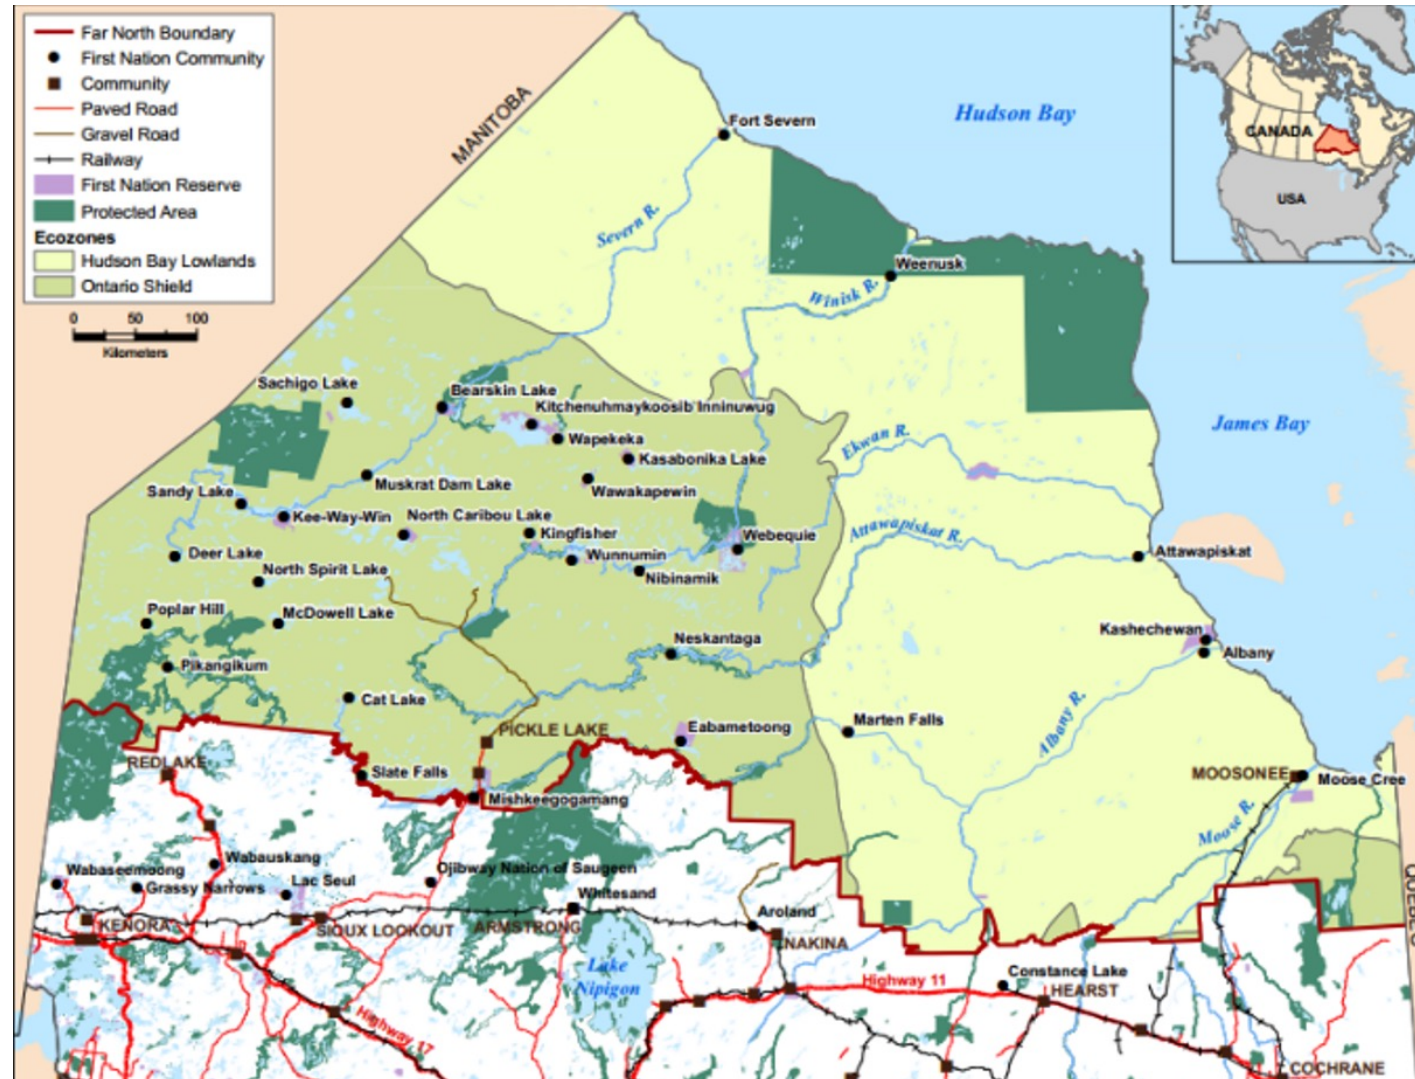 Far North Boundary
First Nation Community
Community
Paved Road
Gravel Road
Railway
First Nation Reserve
Protected Area
Ecozones
Hudson Bay Lowlands
Ontario Shield
0 50 100
Kilometers
MANITOBA
Hudson Bay
CANADA
USA
Fort Severn
Severn R.
Weenusk
Winisk R.
James Bay
Sachigo Lake
Bearskin Lake
Kitchenuhmaykoosib Inninuwug
Wapekeka
Kasabonika Lake
Ekwan R.
Muskrat Dam Lake
Wawakapewin
Sandy Lake
Kee-Way-Win
North Caribou Lake
Kingfisher
Webequie
Attawapiskat R.
Attawapiskat
Deer Lake
Wunnumin
North Spirit Lake
Nibinamik
Poplar Hill
McDowell Lake
Kashechewan
Neskantaga
Albany
Pikangikum
Cat Lake
Albany R.
Marten Falls
PICKLE LAKE
Eabametoong
REDLAKE
Slate Falls
MOOSONEE
Moose Cree
Mishkeegogamang
Moose R.
Wabauskang
Wabaseemoong
Ojibway Nation of Saugeen
Grassy Narrows
Lac Seul
Whitesand
QUEBEC
KENORA
SIOUX LOOKOUT
ARMSTRONG
Aroland
NAKINA
Lake
Nipigon
Constance Lake
Highway 11
HEARST
Highway 17
COCHRANE